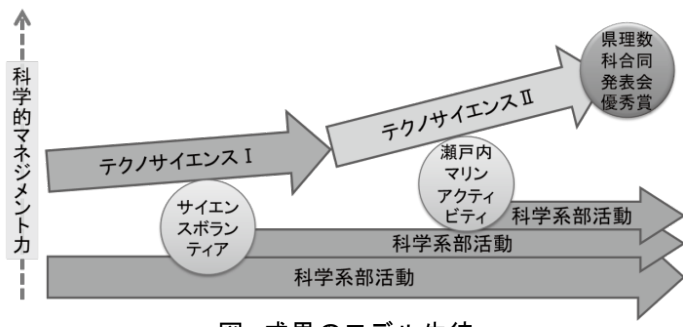 科学的マネジメント力
テクノサイエンスⅠ
テクノサイエンスⅡ
県理数
科合同
発表会
優秀賞
サイエン
スボラン
ティア
瀬戸内
マリン
アクティ
ビティ
科学系部活動
科学系部活動
科学系部活動